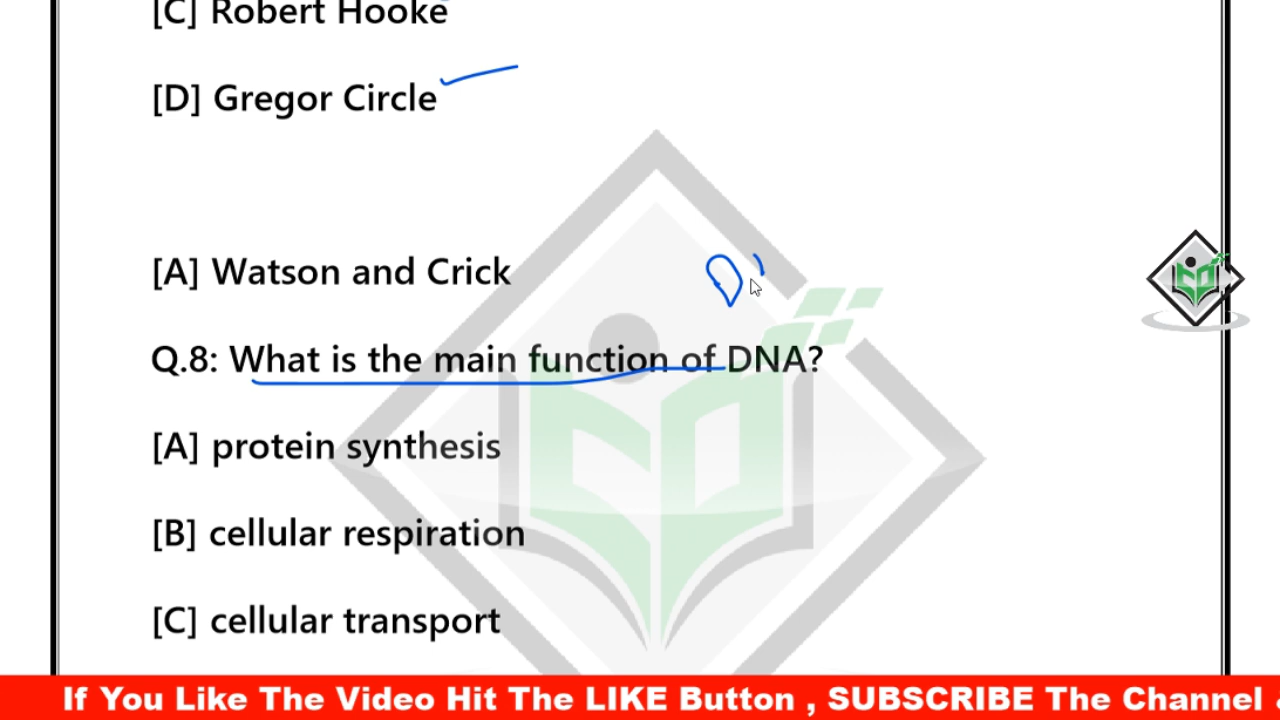 [C] Robert Hooke
[D] Gregor Circle
[A] Watson and Crick
Q.8: What is the main function of DNA?
[A] protein synthesis
[B] cellular respiration
[C] cellular transport
If You Like The Video Hit The LIKE Button , SUBSCRIBE The Channel